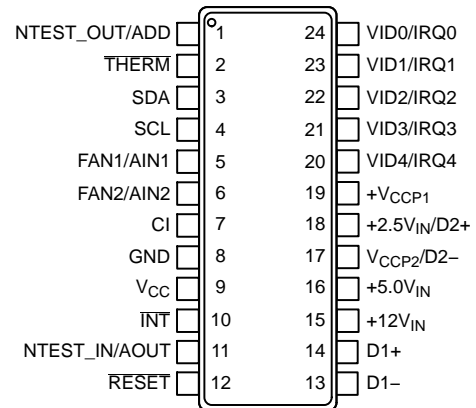 NTEST_OUT/ADD 1 24 VID0/IRQ0
THERM 2 23 VID1/IRQ1
SDA 3 22 VID2/IRQ2
SCL 4 21 VID3/IRQ3
FAN1/AIN1 5 20 VID4/IRQ4
FAN2/AIN2 6 19 +VCCP1
CI 7 18 +2.5VIN/D2+
GND 8 17 VCCP2/D2−
VCC 9 16 +5.0VIN
INT 10 15 +12VIN
NTEST_IN/AOUT 11 14 D1+
RESET 12 13 D1−